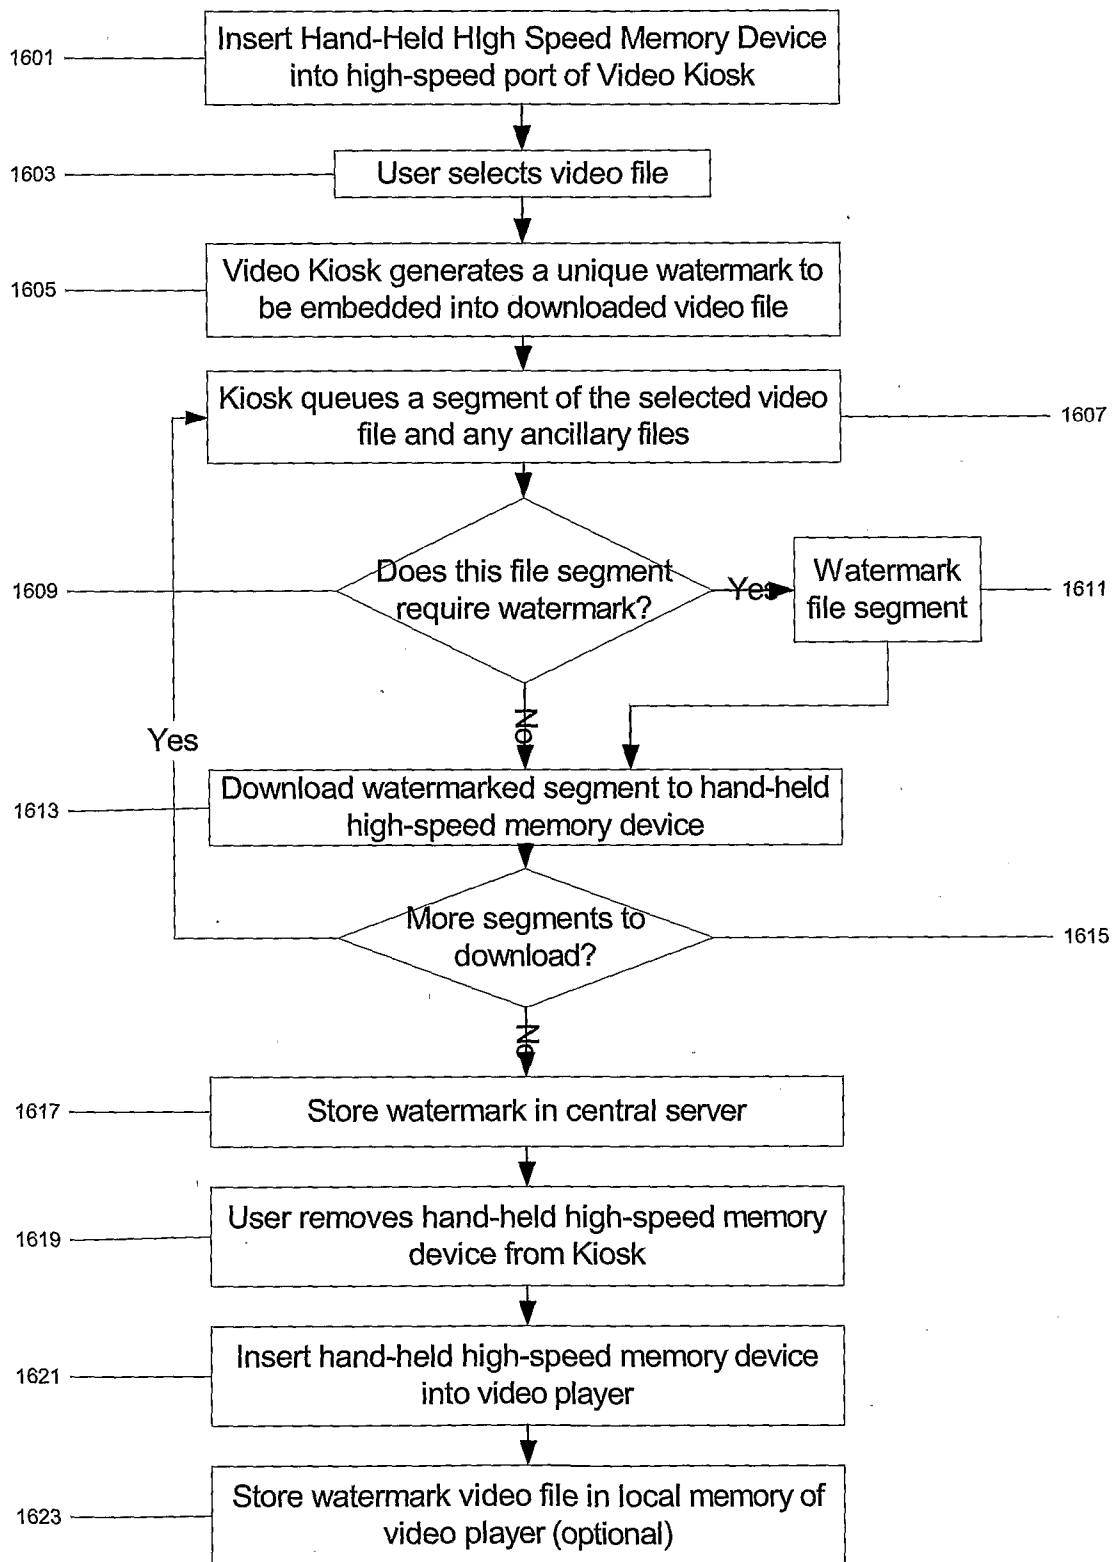 Insert Hand-Held HIgh Speed Memory Device
into high-speed port of Video Kiosk
1601
User selects video file
1603
Video Kiosk generates a unique watermark to
be embedded into downloaded video file
1605
Kiosk queues a segment of the selected video
file and any ancillary files
1607
Does this file segment
require watermark?
1609
Yes
Watermark
file segment
1611
No
Yes
Download watermarked segment to hand-held
high-speed memory device
1613
More segments to
download?
1615
No
Store watermark in central server
1617
User removes hand-held high-speed memory
device from Kiosk
1619
Insert hand-held high-speed memory device
into video player
1621
Store watermark video file in local memory of
video player (optional)
1623